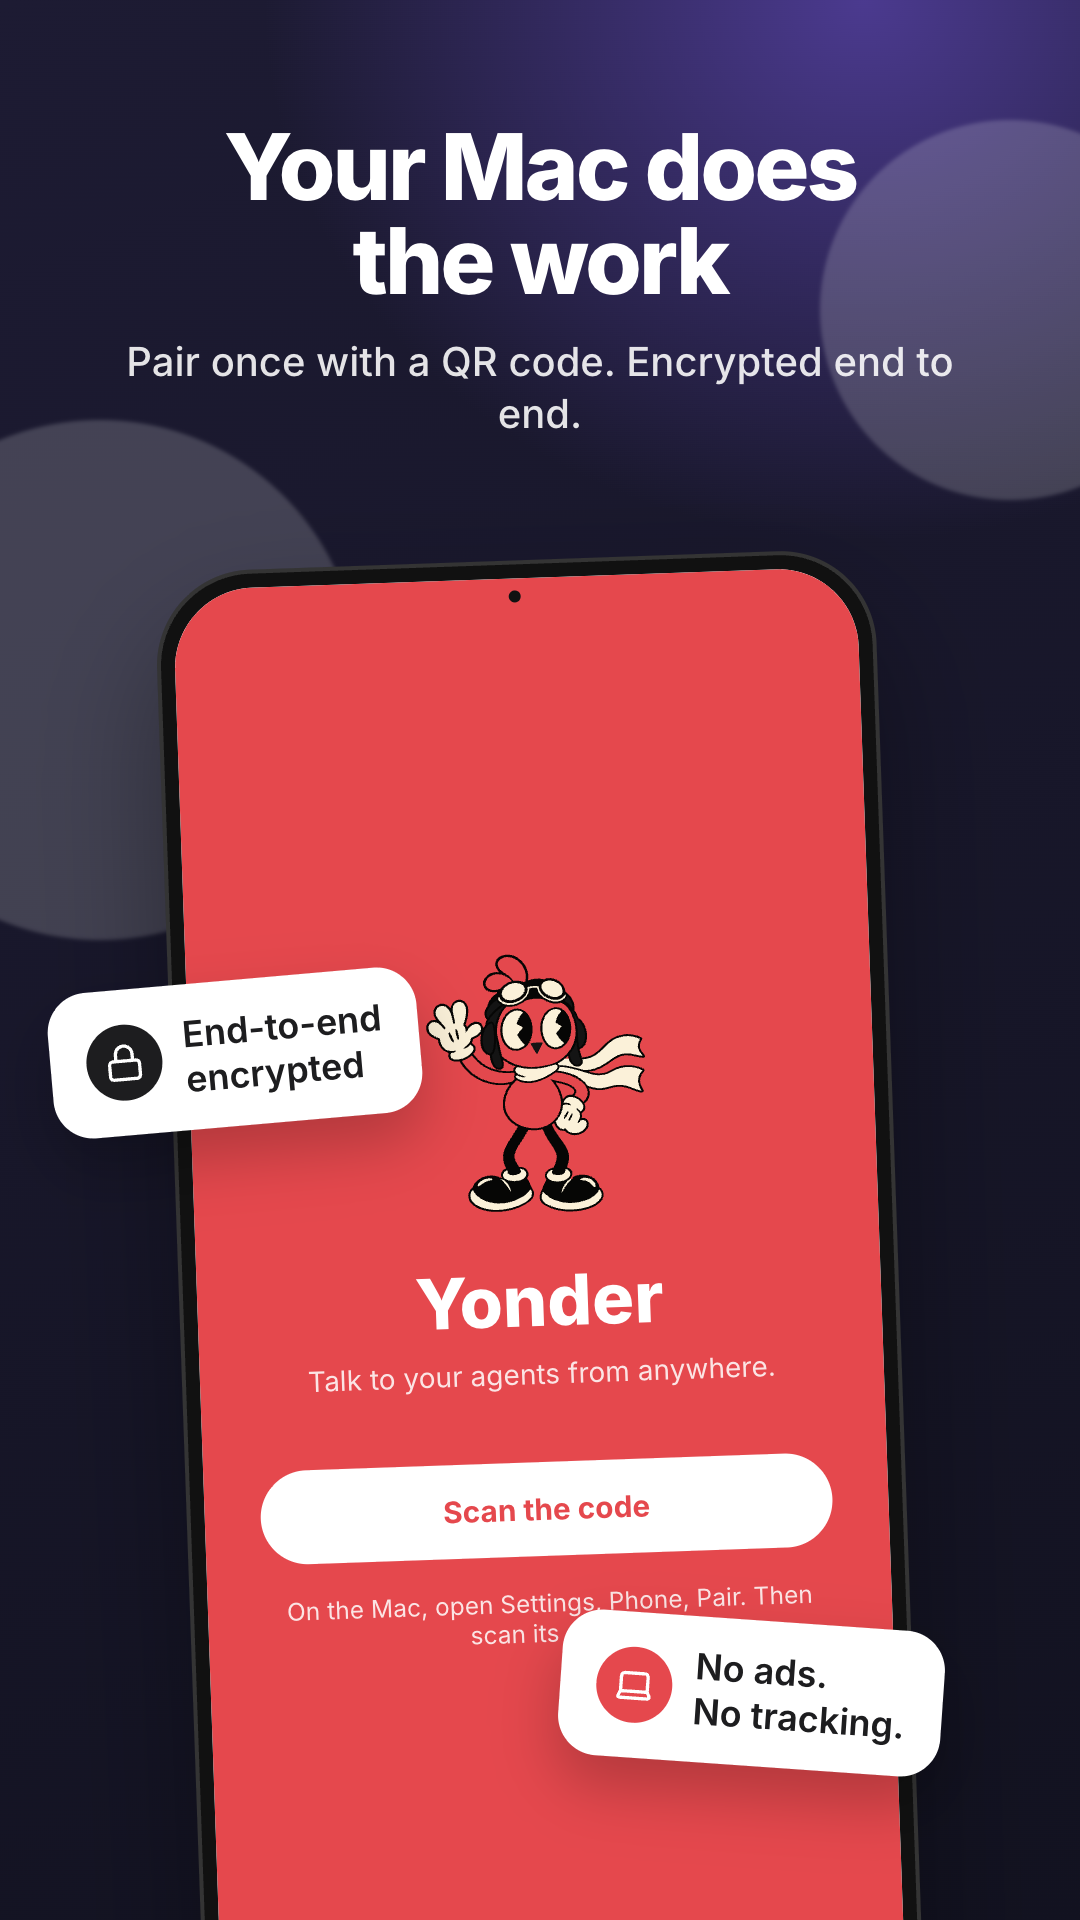 Your Mac does
the work
Pair once with a QR code. Encrypted end to
end.
End-to-end
encrypted
Yonder
Talk to your agents from anywhere.
Scan the code
On the Mac, open Settings, Phone, Pair. Then
scan its
No ads.
No tracking.